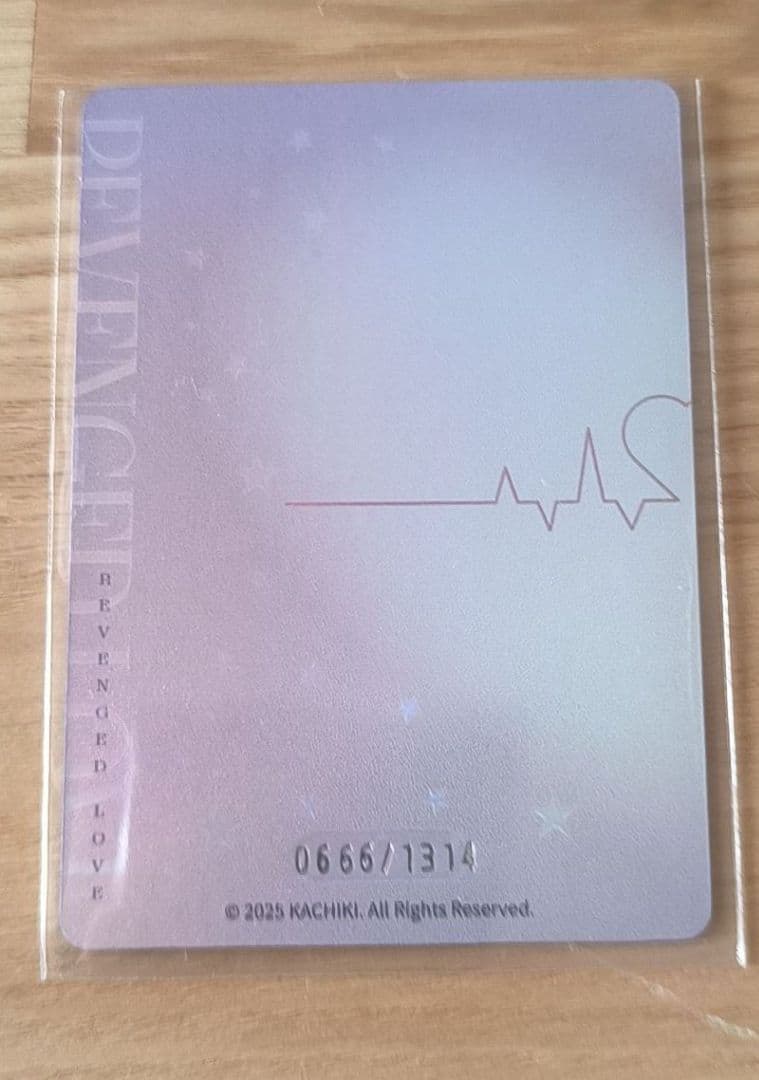 REVENGED L
REVENGED LOVE
0666/1314
© 2025 KACHIKI. All Rights Reserved.